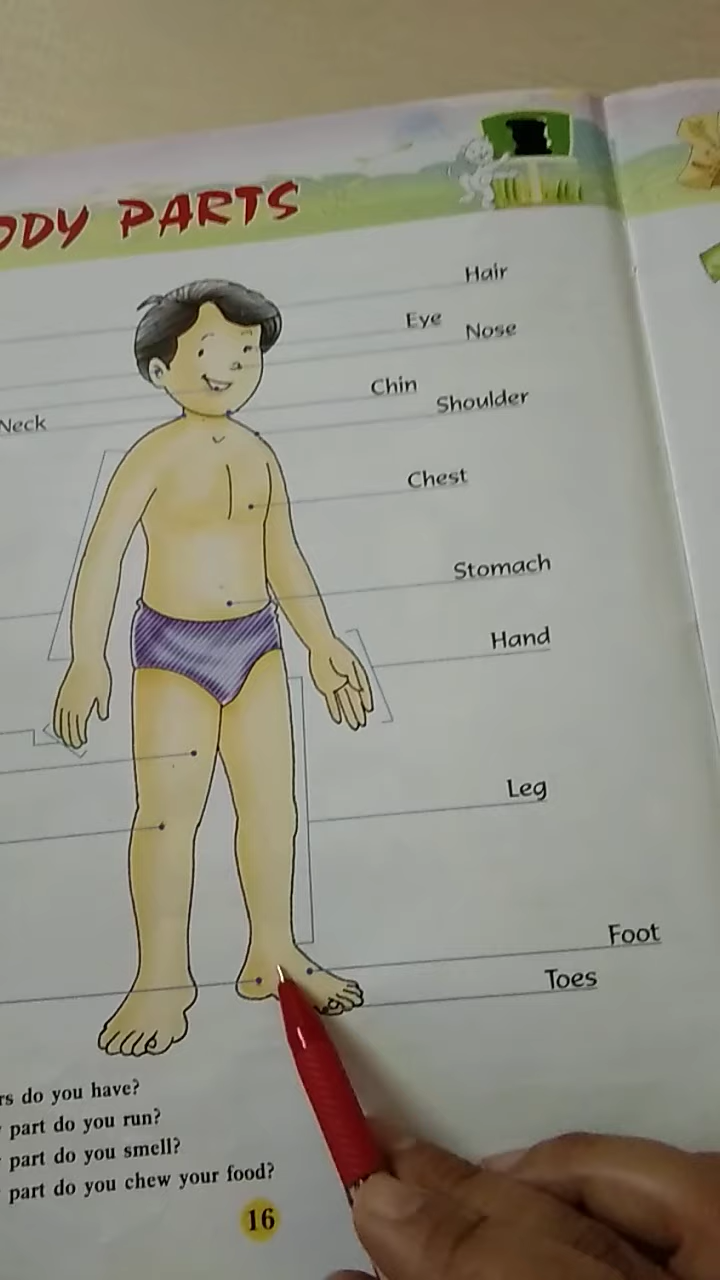 ODY PARTS
Hair
Eye
Nose
Chin
Shoulder
Neck
Chest
Stomach
Hand
Leg
Foot
Toes
rs do you have?
part do you run?
part do you smell?
part do you chew your food?
16